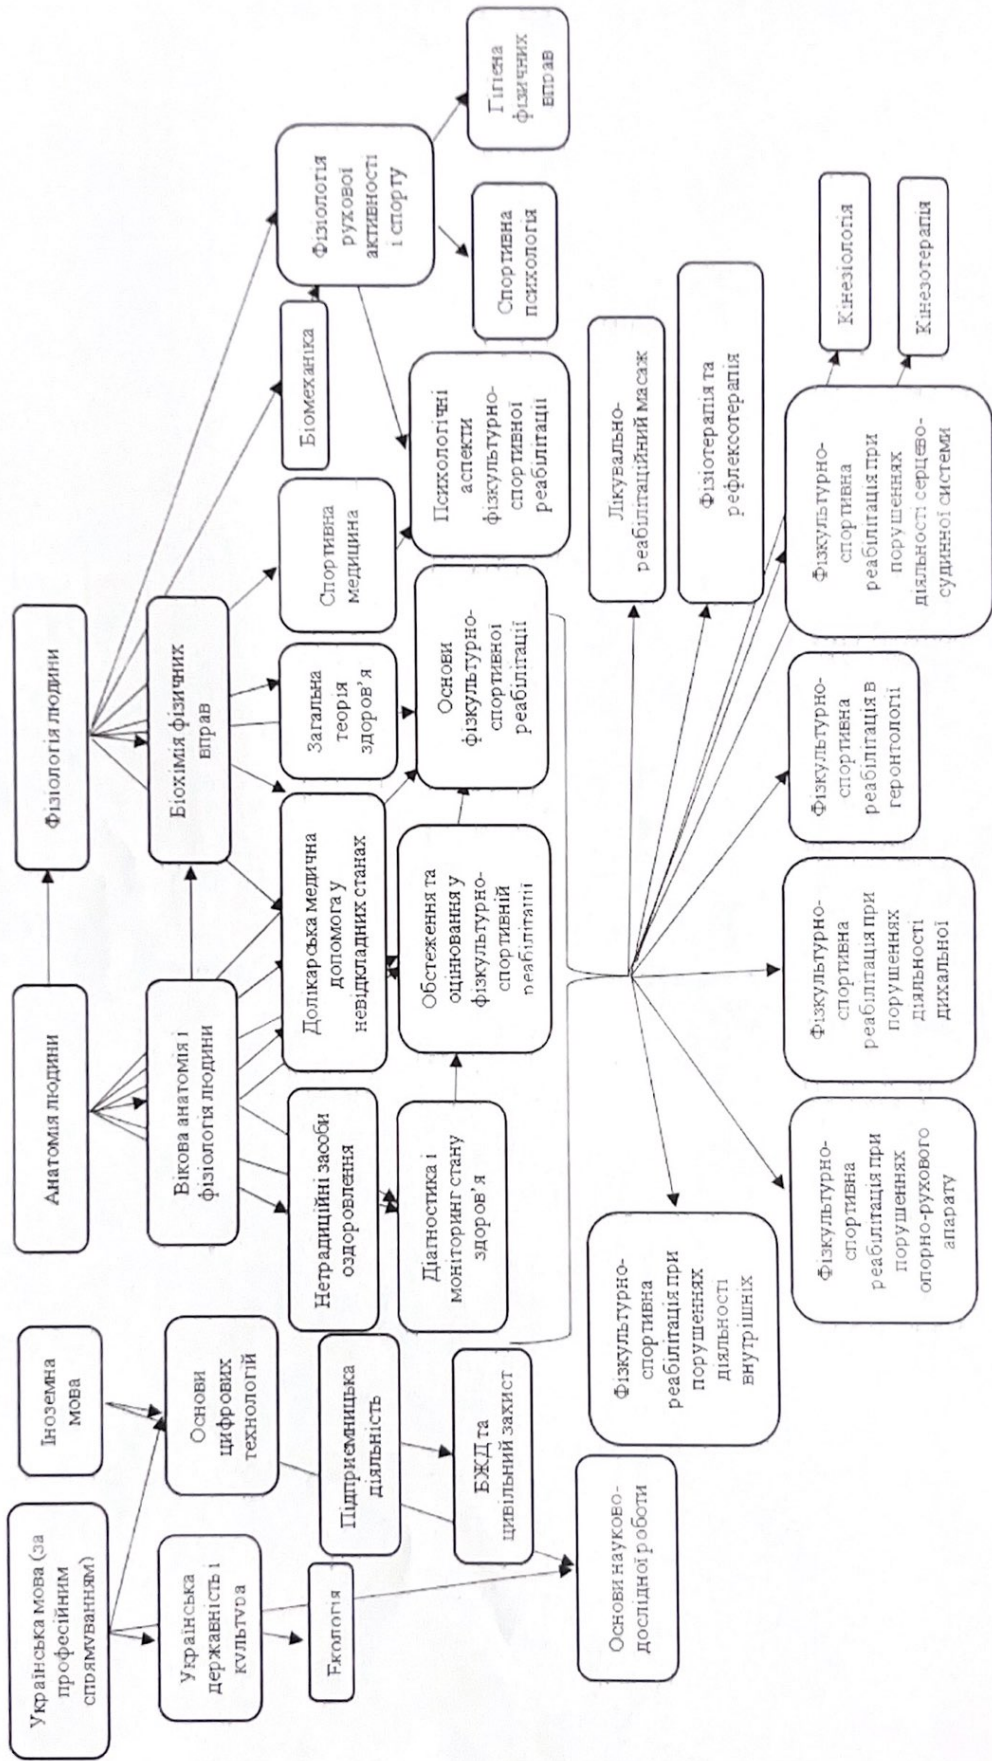 Українська мова (за
професійним
спрямуванням)
Іноземна
мова
Анатомія людини
Фізіологія людини
Українська
державність і
культура
Основи
цифрових
технологій
Вікова анатомія і
фізіологія людини
Біохімія фізичних
вправ
Екологія
Підприємницька
діяльність
Нетрадиційні засоби
оздоровлення
Долікарська медична
допомога у
невідкладних станах
Загальна
теорія
здоров'я
Спортивна
медицина
Біомеханіка
Фізіологія
рухової
активності
і спорту
БЖД та
цивільний захист
Діагностика і
моніторинг стану
здоров'я
Обстеження та
оцінювання у
фізкультурно-
спортивній
реабілітації
Основи
фізкультурно-
спортивної
реабілітації
Психологічні
аспекти
фізкультурно-
спортивної
реабілітації
Спортивна
психологія
Гігієна
фізичних
вправ
Основи науково-
дослідної роботи
Фізкультурно-
спортивна
реабілітація при
порушеннях
діяльності
внутрішніх
Лікувально-
реабілітаційний масаж
Фізіотерапія та
рефлексотерапія
Фізкультурно-
спортивна
реабілітація при
порушеннях
опорно-рухового
апарату
Фізкультурно-
спортивна
реабілітація при
порушеннях
діяльності
дихальної
Фізкультурно-
спортивна
реабілітація в
геронтології
Фізкультурно-
спортивна
реабілітація при
порушеннях
діяльності серцево-
судинної системи
Кінезіологія
Кінезотерапія